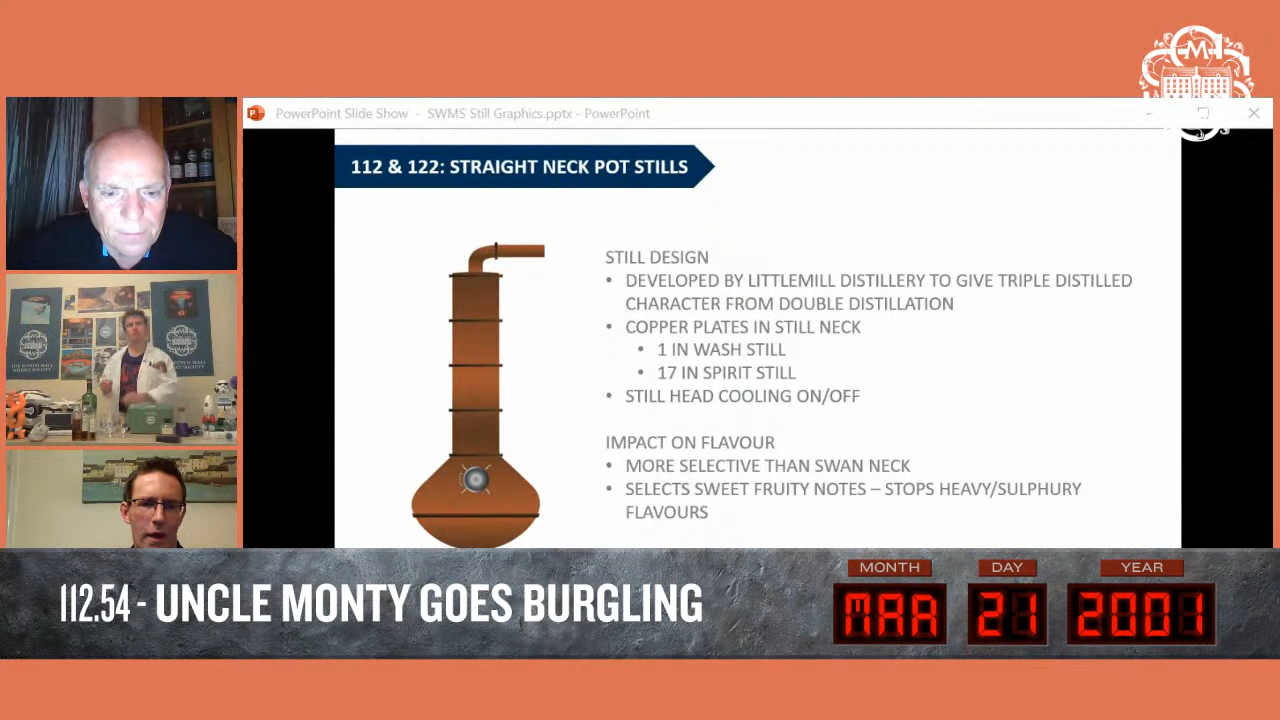 M
PowerPoint Slide Show - SWMS Still Graphics.pptx - PowerPoint
112 & 122: STRAIGHT NECK POT STILLS
STILL DESIGN
• DEVELOPED BY LITTLEMILL DISTILLERY TO GIVE TRIPLE DISTILLED
CHARACTER FROM DOUBLE DISTILLATION
• COPPER PLATES IN STILL NECK
• 1 IN WASH STILL
• 17 IN SPIRIT STILL
• STILL HEAD COOLING ON/OFF
IMPACT ON FLAVOUR
• MORE SELECTIVE THAN SWAN NECK
• SELECTS SWEET FRUITY NOTES – STOPS HEAVY/SULPHURY
FLAVOURS
112.54 - UNCLE MONTY GOES BURGLING
MONTH DAY YEAR
MAR 21 2001